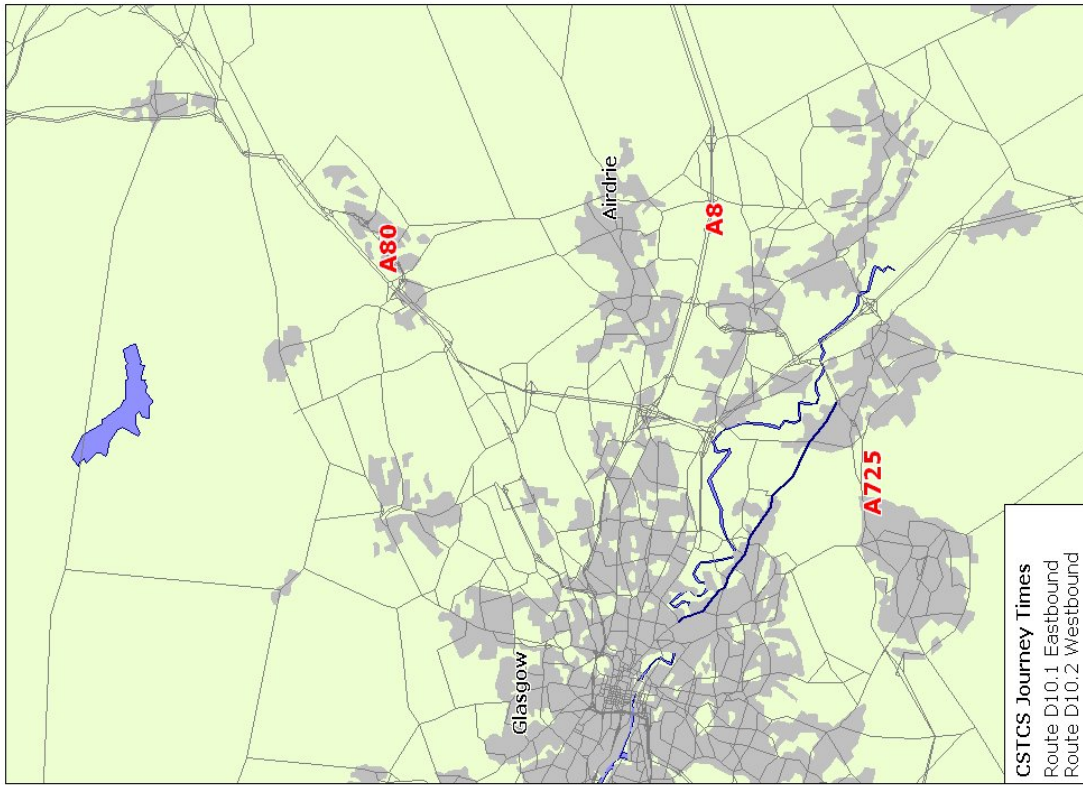 A80
Airdrie
A8
A725
Glasgow
CSTCS Journey Times
Route D10.1 Eastbound
Route D10.2 Westbound